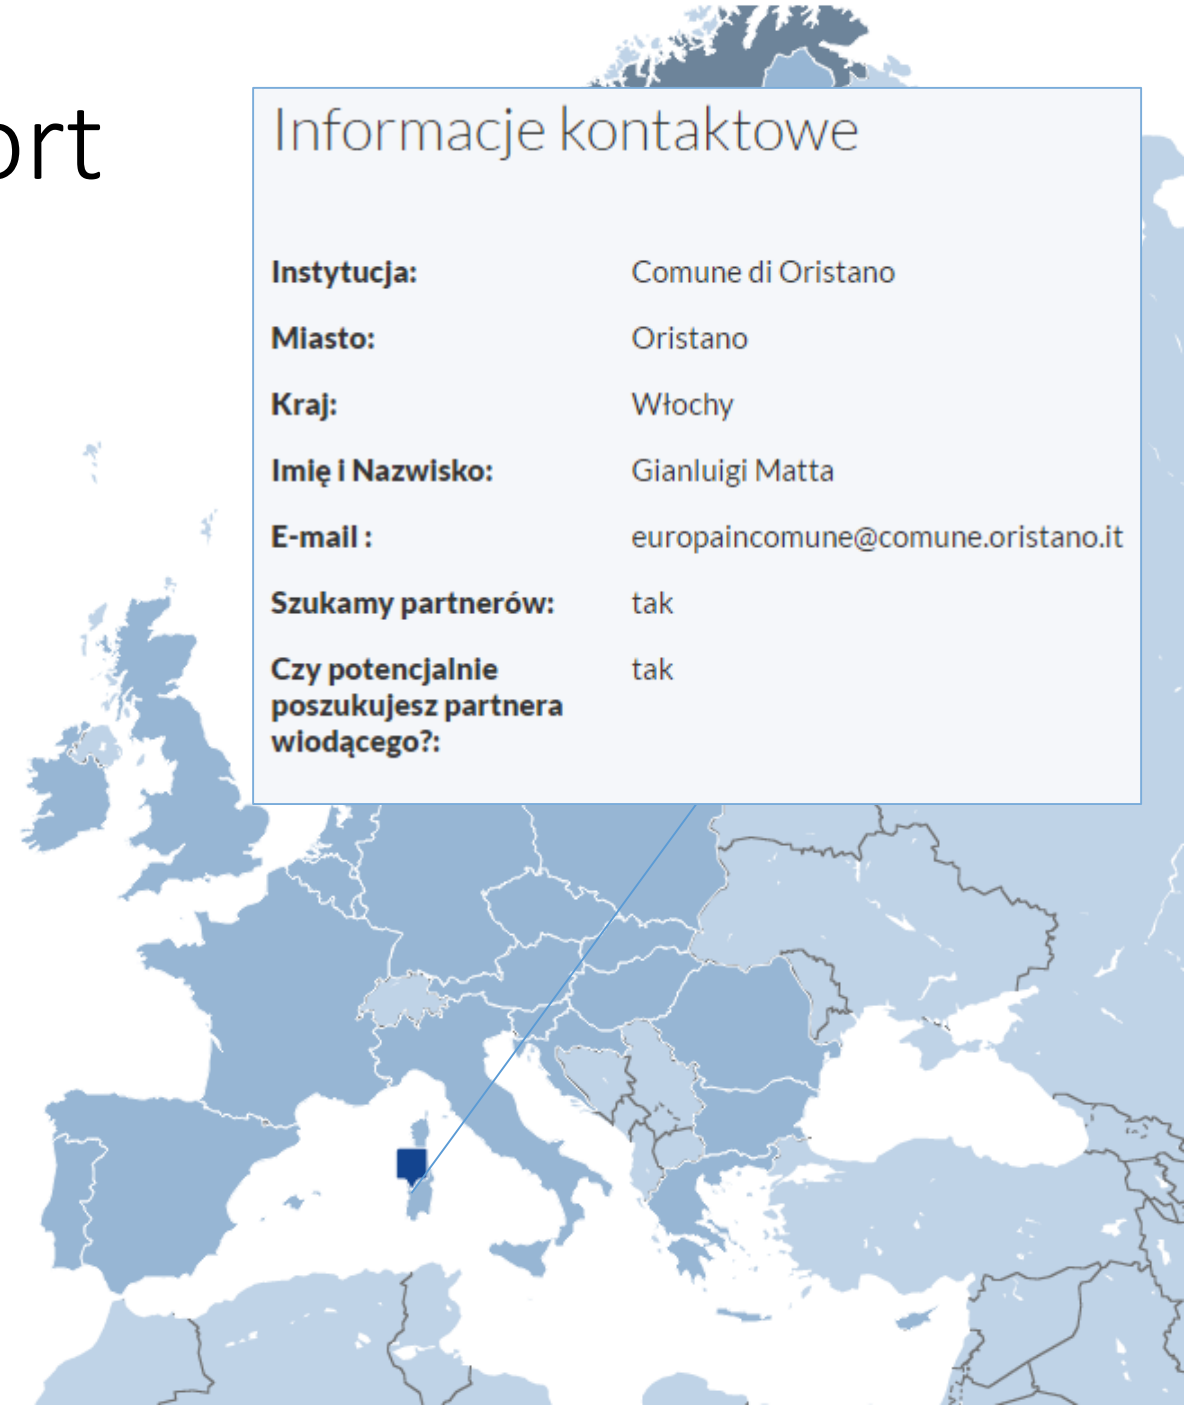 ort
Informacje kontaktowe
Instytucja: Comune di Oristano
Miasto: Oristano
Kraj: Włochy
Imię i Nazwisko: Gianluigi Matta
E-mail : europaincomune@comune.oristano.it
Szukamy partnerów: tak
Czy potencjalnie tak
poszukujesz partnera
wiodącego?: